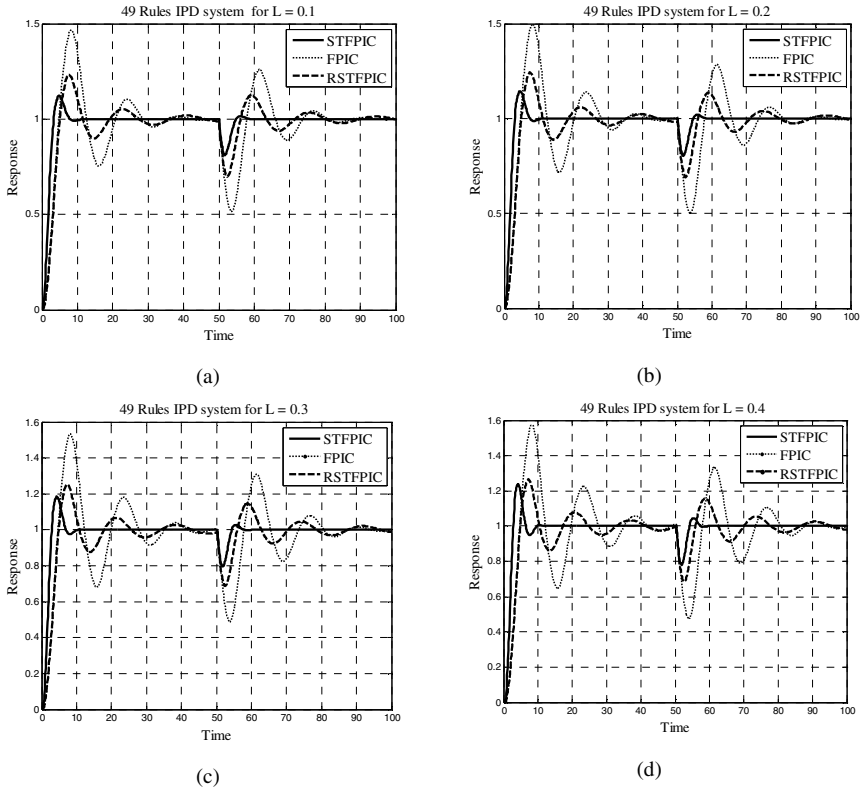 49 Rules IPD system for L = 0.1
1.5
1
0.5
0
Response
STFPIC
FPIC
RSTFPIC
0 10 20 30 40 50 60 70 80 90 100
Time
(a)
49 Rules IPD system for L = 0.2
1.5
1
0.5
0
Response
STFPIC
FPIC
RSTFPIC
0 10 20 30 40 50 60 70 80 90 100
Time
(b)
49 Rules IPD system for L = 0.3
1.6
1.4
1.2
1
0.8
0.6
0.4
0.2
0
Response
STFPIC
FPIC
RSTFPIC
0 10 20 30 40 50 60 70 80 90 100
Time
(c)
49 Rules IPD system for L = 0.4
1.6
1.4
1.2
1
0.8
0.6
0.4
0.2
0
Response
STFPIC
FPIC
RSTFPIC
0 10 20 30 40 50 60 70 80 90 100
Time
(d)